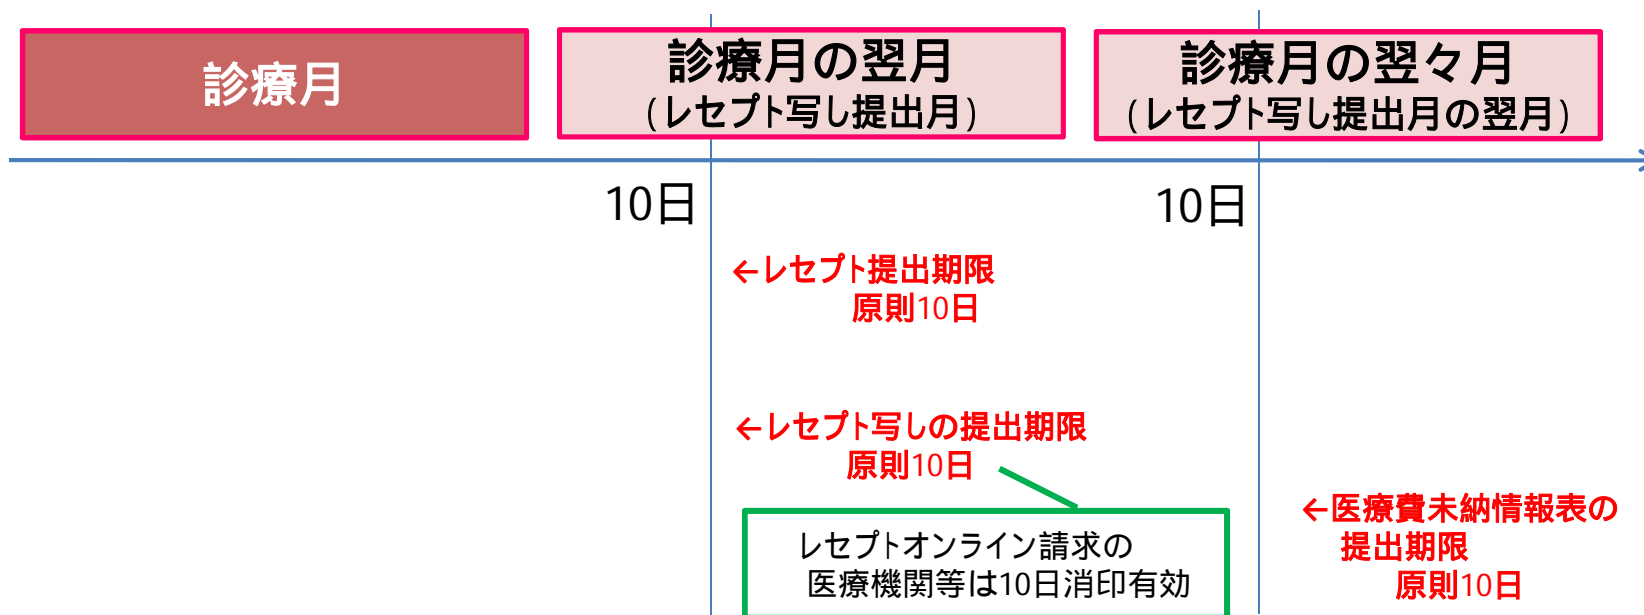 診療月
診療月の翌月
(レセプト写し提出月)
診療月の翌々月
(レセプト写し提出月の翌月)
10日
10日
←レセプト提出期限
原則10日
←レセプト写しの提出期限
原則10日
レセプトオンライン請求の
医療機関等は10日消印有効
←医療費未納情報表の
提出期限
原則10日